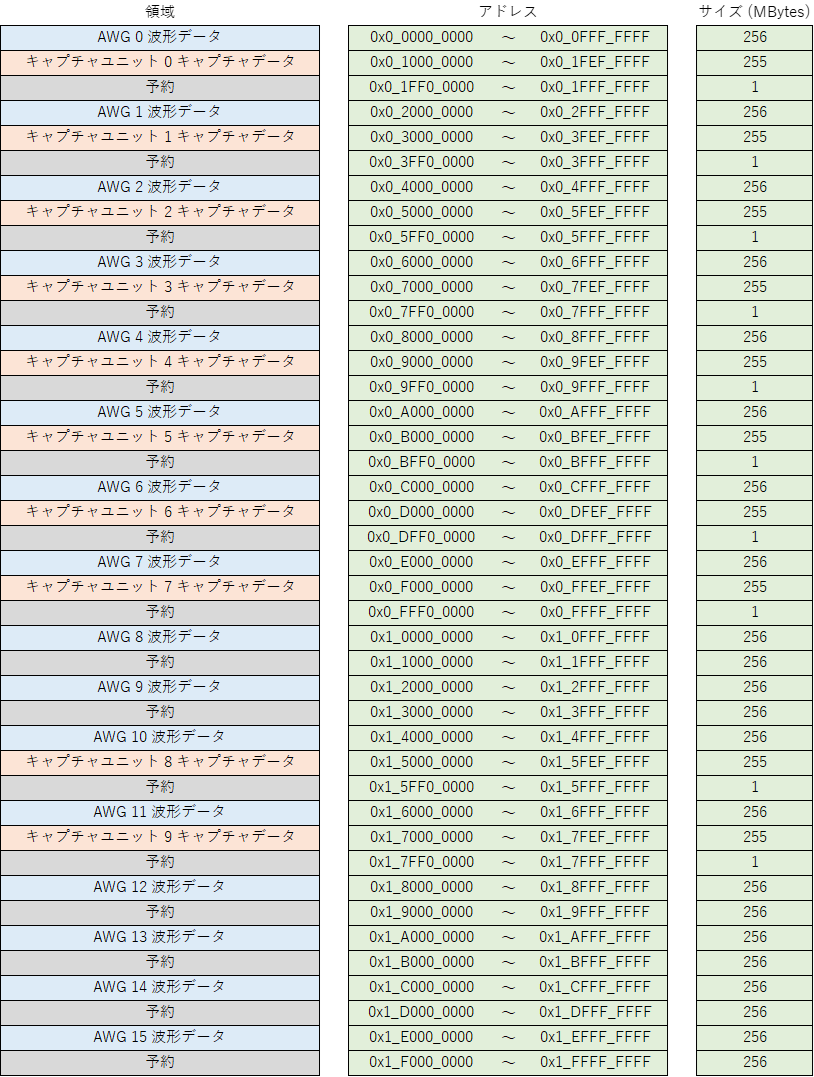 領域 アドレス サイズ (MBytes)
AWG 0 波形データ 0x0_0000_0000 ～ 0x0_0FFF_FFFF 256
キャプチャユニット 0 キャプチャデータ 0x0_1000_0000 ～ 0x0_1FEF_FFFF 255
予約 0x0_1FF0_0000 ～ 0x0_1FFF_FFFF 1
AWG 1 波形データ 0x0_2000_0000 ～ 0x0_2FFF_FFFF 256
キャプチャユニット 1 キャプチャデータ 0x0_3000_0000 ～ 0x0_3FEF_FFFF 255
予約 0x0_3FF0_0000 ～ 0x0_3FFF_FFFF 1
AWG 2 波形データ 0x0_4000_0000 ～ 0x0_4FFF_FFFF 256
キャプチャユニット 2 キャプチャデータ 0x0_5000_0000 ～ 0x0_5FEF_FFFF 255
予約 0x0_5FF0_0000 ～ 0x0_5FFF_FFFF 1
AWG 3 波形データ 0x0_6000_0000 ～ 0x0_6FFF_FFFF 256
キャプチャユニット 3 キャプチャデータ 0x0_7000_0000 ～ 0x0_7FEF_FFFF 255
予約 0x0_7FF0_0000 ～ 0x0_7FFF_FFFF 1
AWG 4 波形データ 0x0_8000_0000 ～ 0x0_8FFF_FFFF 256
キャプチャユニット 4 キャプチャデータ 0x0_9000_0000 ～ 0x0_9FEF_FFFF 255
予約 0x0_9FF0_0000 ～ 0x0_9FFF_FFFF 1
AWG 5 波形データ 0x0_A000_0000 ～ 0x0_AFFF_FFFF 256
キャプチャユニット 5 キャプチャデータ 0x0_B000_0000 ～ 0x0_BFEF_FFFF 255
予約 0x0_BFF0_0000 ～ 0x0_BFFF_FFFF 1
AWG 6 波形データ 0x0_C000_0000 ～ 0x0_CFFF_FFFF 256
キャプチャユニット 6 キャプチャデータ 0x0_D000_0000 ～ 0x0_DFEF_FFFF 255
予約 0x0_DFF0_0000 ～ 0x0_DFFF_FFFF 1
AWG 7 波形データ 0x0_E000_0000 ～ 0x0_EFFF_FFFF 256
キャプチャユニット 7 キャプチャデータ 0x0_F000_0000 ～ 0x0_FFEF_FFFF 255
予約 0x0_FFF0_0000 ～ 0x0_FFFF_FFFF 1
AWG 8 波形データ 0x1_0000_0000 ～ 0x1_0FFF_FFFF 256
予約 0x1_1000_0000 ～ 0x1_1FFF_FFFF 256
AWG 9 波形データ 0x1_2000_0000 ～ 0x1_2FFF_FFFF 256
予約 0x1_3000_0000 ～ 0x1_3FFF_FFFF 256
AWG 10 波形データ 0x1_4000_0000 ～ 0x1_4FFF_FFFF 256
キャプチャユニット 8 キャプチャデータ 0x1_5000_0000 ～ 0x1_5FEF_FFFF 255
予約 0x1_5FF0_0000 ～ 0x1_5FFF_FFFF 1
AWG 11 波形データ 0x1_6000_0000 ～ 0x1_6FFF_FFFF 256
キャプチャユニット 9 キャプチャデータ 0x1_7000_0000 ～ 0x1_7FEF_FFFF 255
予約 0x1_7FF0_0000 ～ 0x1_7FFF_FFFF 1
AWG 12 波形データ 0x1_8000_0000 ～ 0x1_8FFF_FFFF 256
予約 0x1_9000_0000 ～ 0x1_9FFF_FFFF 256
AWG 13 波形データ 0x1_A000_0000 ～ 0x1_AFFF_FFFF 256
予約 0x1_B000_0000 ～ 0x1_BFFF_FFFF 256
AWG 14 波形データ 0x1_C000_0000 ～ 0x1_CFFF_FFFF 256
予約 0x1_D000_0000 ～ 0x1_DFFF_FFFF 256
AWG 15 波形データ 0x1_E000_0000 ～ 0x1_EFFF_FFFF 256
予約 0x1_F000_0000 ～ 0x1_FFFF_FFFF 256